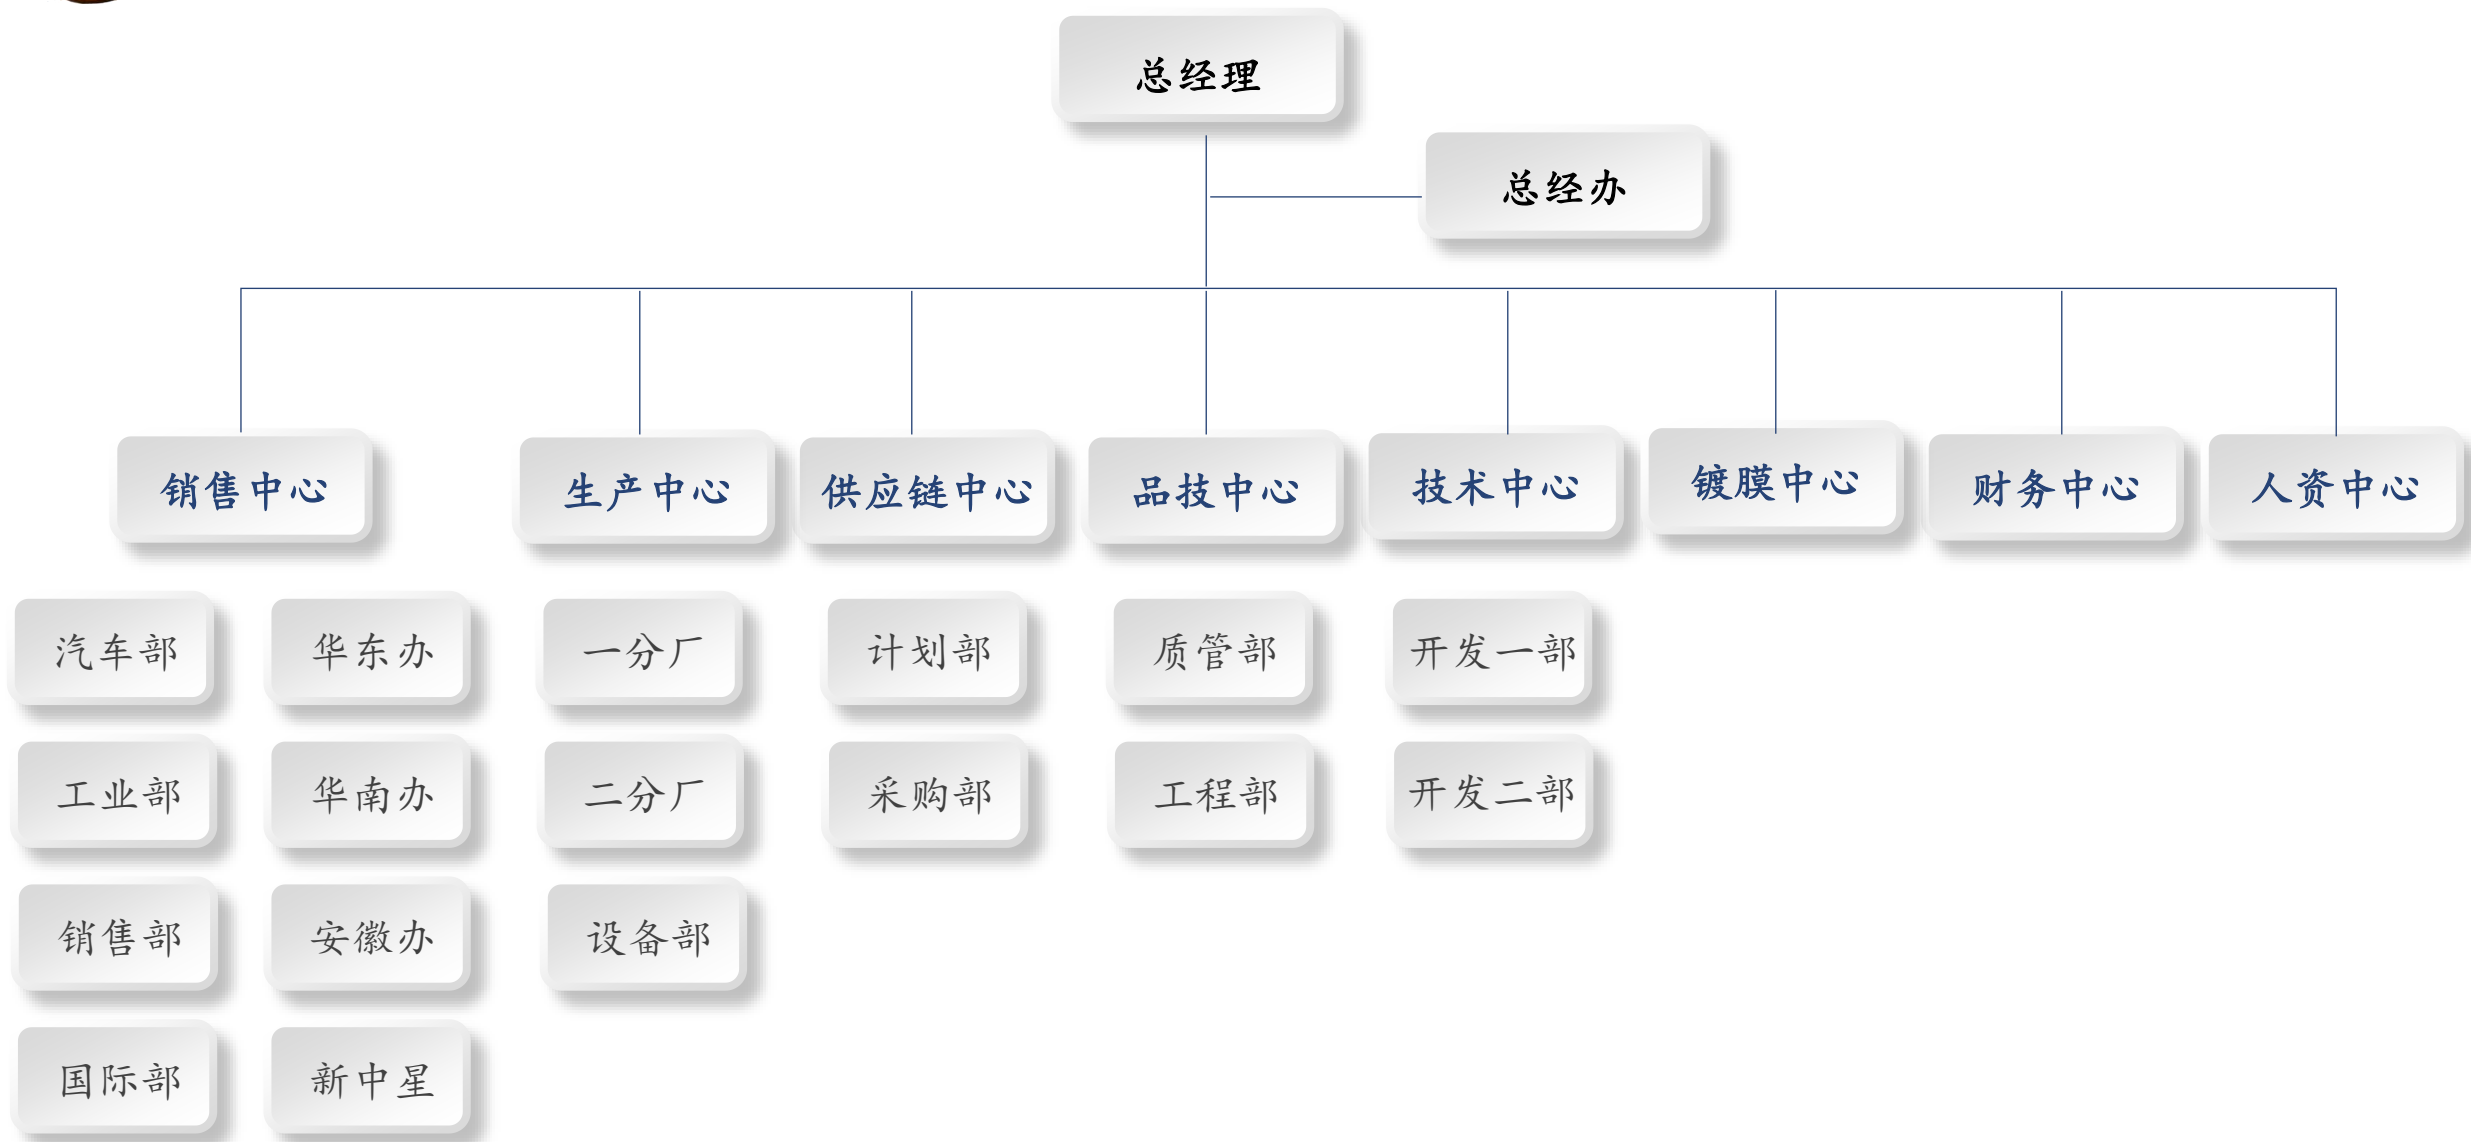 总经理
总经办
销售中心
生产中心
供应链中心
品技中心
技术中心
镀膜中心
财务中心
人资中心
汽车部
华东办
一分厂
计划部
质管部
开发一部
工业部
华南办
二分厂
采购部
工程部
开发二部
销售部
安徽办
设备部
国际部
新中星